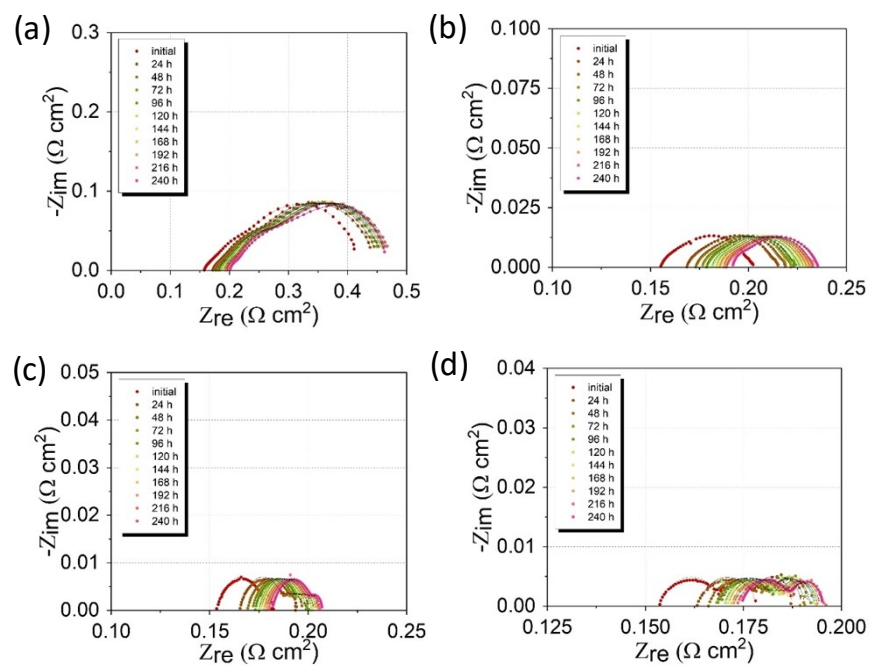 (a)
0.3
0.2
0.1
0.0
-Zim (Ω cm²)
initial
24 h
48 h
72 h
96 h
120 h
144 h
168 h
192 h
216 h
240 h
0.0 0.1 0.2 0.3 0.4 0.5
Zre (Ω cm²)
(b)
0.100
0.075
0.050
0.025
0.000
-Zim (Ω cm²)
initial
24 h
48 h
72 h
96 h
120 h
144 h
168 h
192 h
216 h
240 h
0.10 0.15 0.20 0.25
Zre (Ω cm²)
(c)
0.05
0.04
0.03
0.02
0.01
0.00
-Zim (Ω cm²)
initial
24 h
48 h
72 h
96 h
120 h
144 h
168 h
192 h
216 h
240 h
0.10 0.15 0.20 0.25
Zre (Ω cm²)
(d)
0.04
0.03
0.02
0.01
0.00
-Zim (Ω cm²)
initial
24 h
48 h
72 h
96 h
120 h
144 h
168 h
192 h
216 h
240 h
0.125 0.150 0.175 0.200
Zre (Ω cm²)